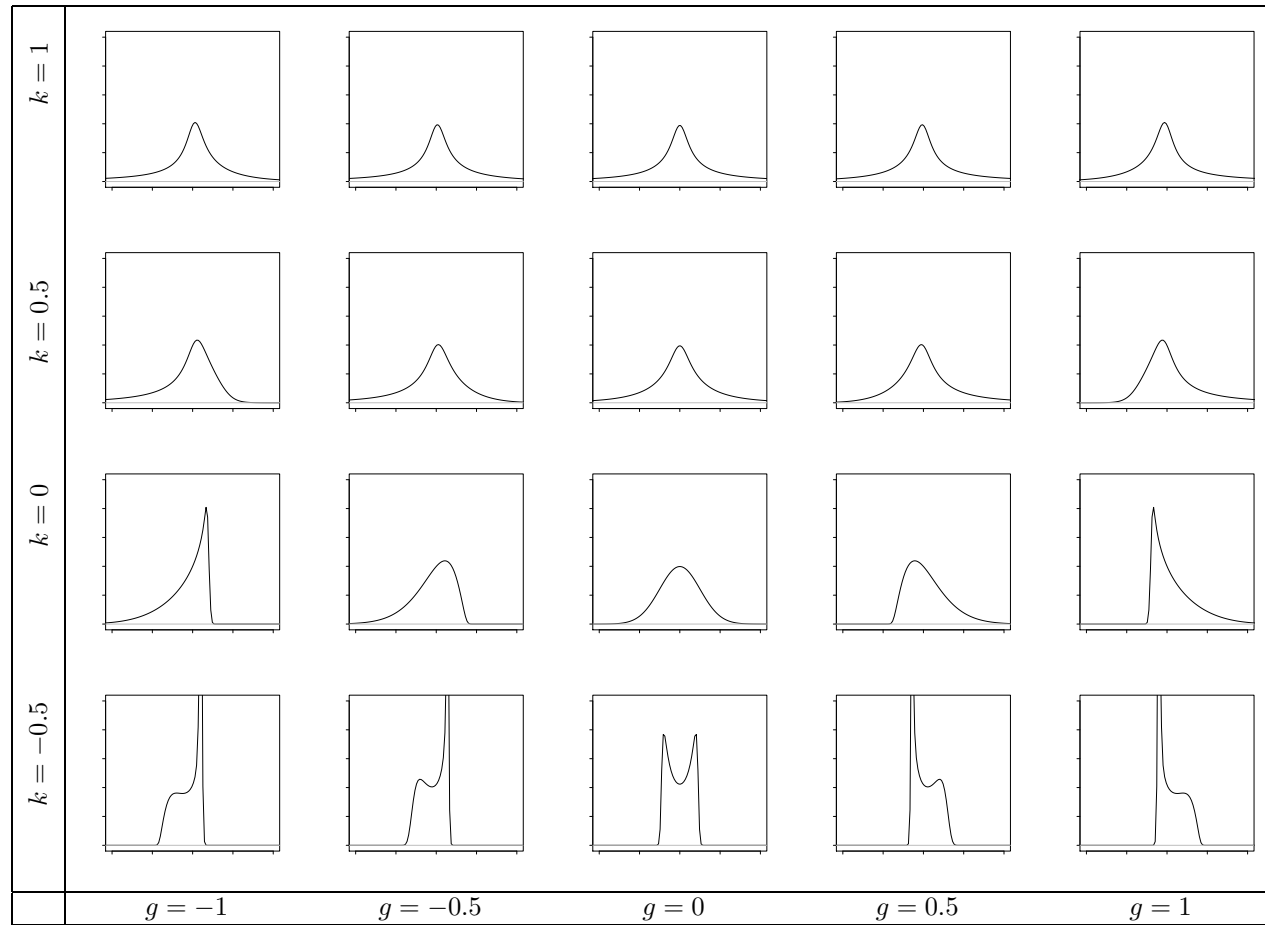 k = 1
k = 0.5
k = 0
k = −0.5
g = −1
g = −0.5
g = 0
g = 0.5
g = 1